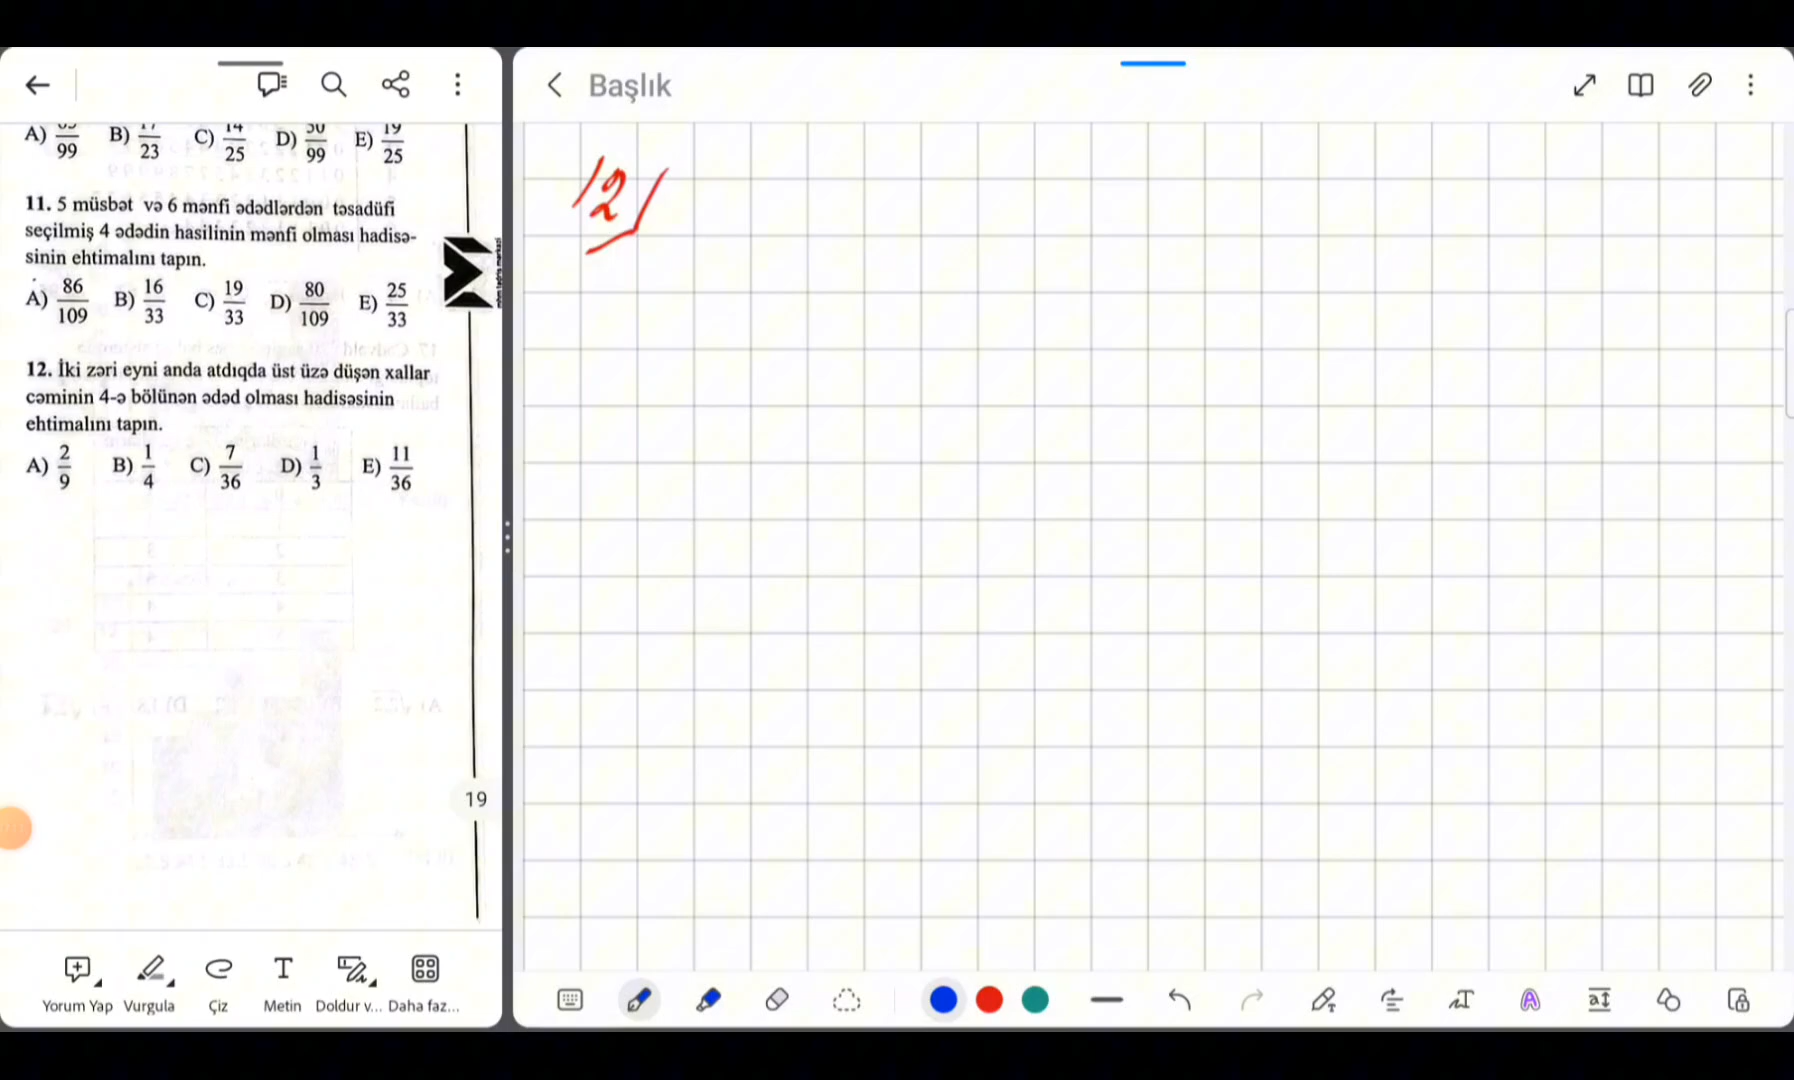 Başlık
A) 99 B) 23 C) 14/25 D) 99 E) 19/25
11. 5 müsbət və 6 mənfi ədədlərdən təsadüfi
seçilmiş 4 ədədin hasilinin mənfi olması hadisə-
sinin ehtimalını tapın.
A) 86/109 B) 16/33 C) 19/33 D) 80/109 E) 25/33
12. İki zəri eyni anda atdıqda üst üzə düşən xallar
cəminin 4-ə bölünən ədəd olması hadisəsinin
ehtimalını tapın.
A) 2/9 B) 1/4 C) 7/36 D) 1/3 E) 11/36
19
Yorum Yap Vurgula Çiz Metin Doldur v... Daha faz...
12